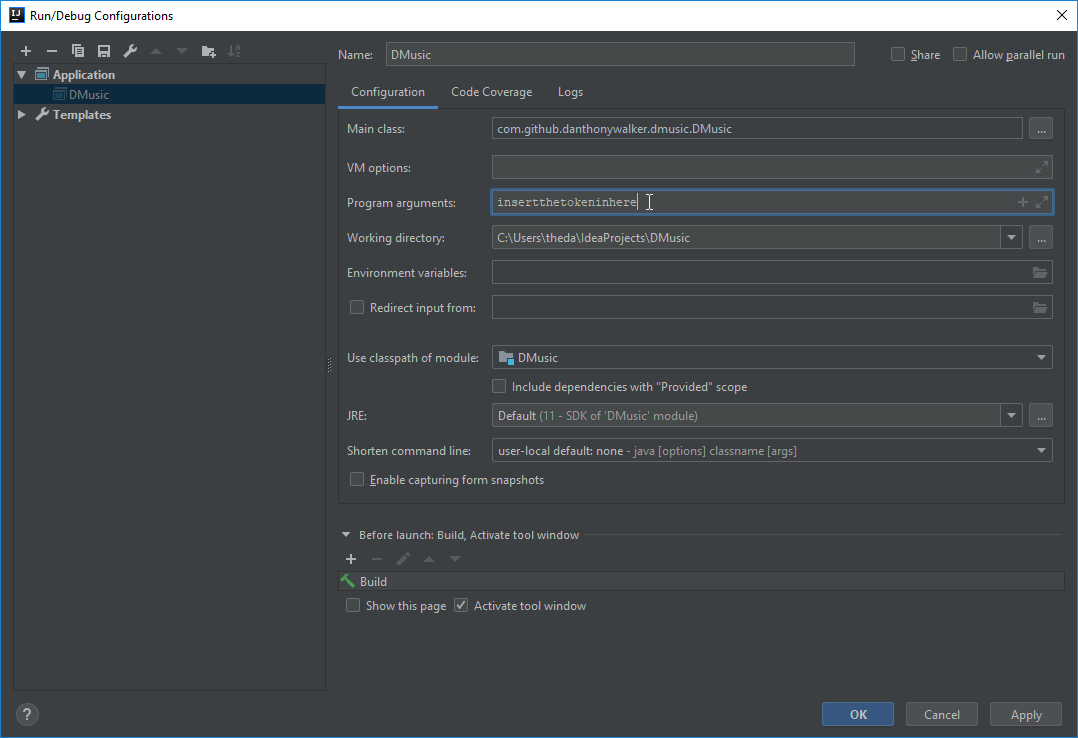 IJ Run/Debug Configurations
Name: DMusic Share Allow parallel run
Application
DMusic
Templates
Configuration Code Coverage Logs
Main class: com.github.danthonywalker.dmusic.DMusic ...
VM options:
Program arguments: insertthetokeninhere
Working directory: C:\Users\theda\IdeaProjects\DMusic ...
Environment variables:
Redirect input from:
Use classpath of module: DMusic
Include dependencies with "Provided" scope
JRE: Default (11 - SDK of 'DMusic' module) ...
Shorten command line: user-local default: none - java [options] classname [args]
Enable capturing form snapshots
Before launch: Build, Activate tool window
Build
Show this page Activate tool window
? OK Cancel Apply